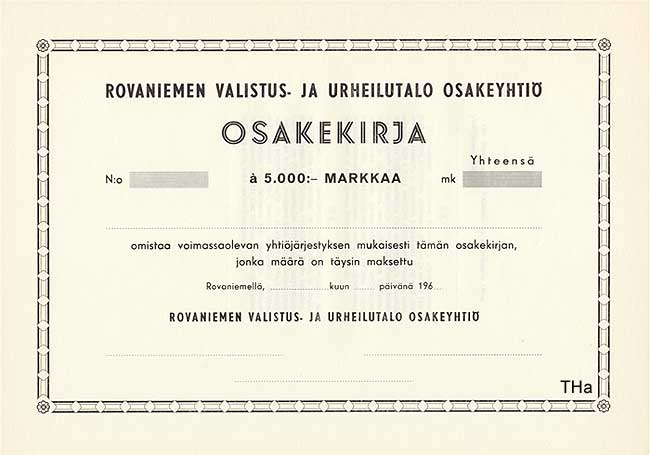 ROVANIEMEN VALISTUS- JA URHEILUTALO OSAKEYHTIÖ
OSAKEKIRJA
Yhteensä
N:o à 5.000:– MARKKAA mk
omistaa voimassaolevan yhtiöjärjestyksen mukaisesti tämän osakekirjan,
jonka määrä on täysin maksettu
Rovaniemellä, ................ kuun ........ päivänä 196....
ROVANIEMEN VALISTUS- JA URHEILUTALO OSAKEYHTIÖ
THa